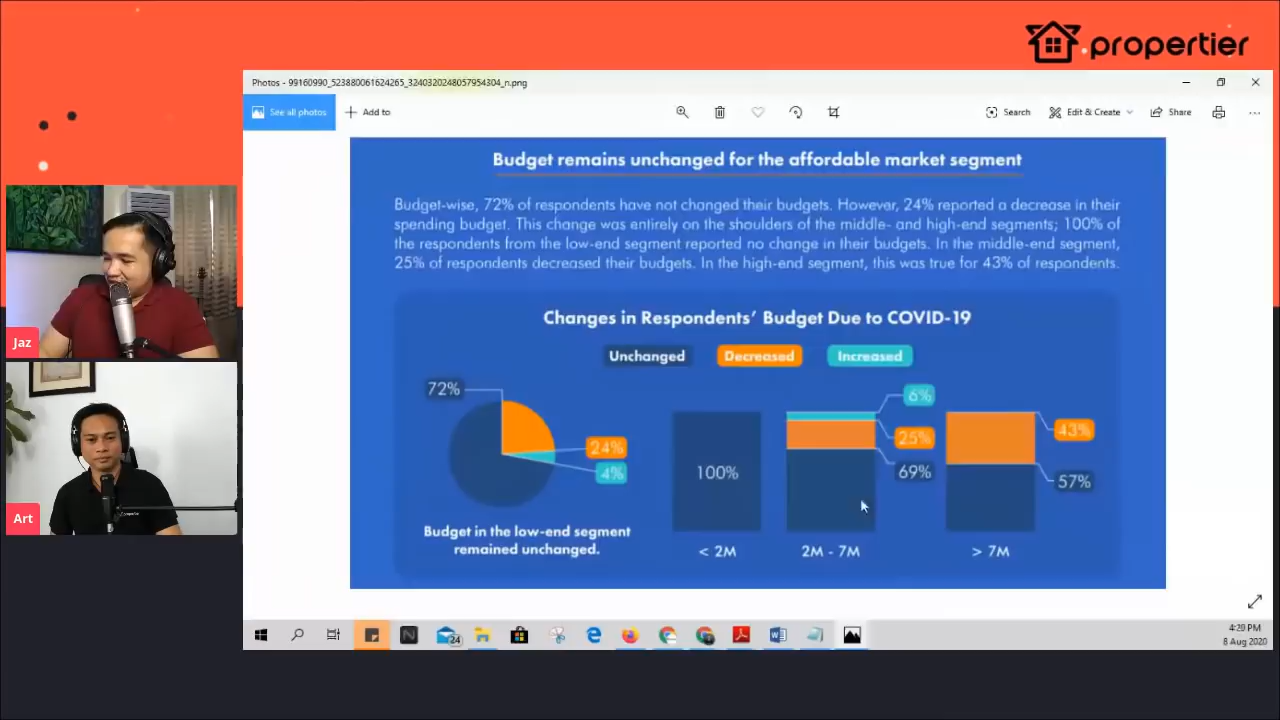 propertier
Photos - 99160990_523880061624265_3240320248057954304_n.png
See all photos
Add to
Search
Edit & Create
Share
Budget remains unchanged for the affordable market segment
Budget-wise, 72% of respondents have not changed their budgets. However, 24% reported a decrease in their
spending budget. This change was entirely on the shoulders of the middle- and high-end segments; 100% of
the respondents from the low-end segment reported no change in their budgets. In the middle-end segment,
25% of respondents decreased their budgets. In the high-end segment, this was true for 43% of respondents.
Changes in Respondents' Budget Due to COVID-19
Unchanged
Decreased
Increased
72%
24%
4%
Budget in the low-end segment
remained unchanged.
100%
< 2M
6%
25%
69%
2M - 7M
43%
57%
> 7M
Jaz
Art
24
4:29 PM
8 Aug 2020